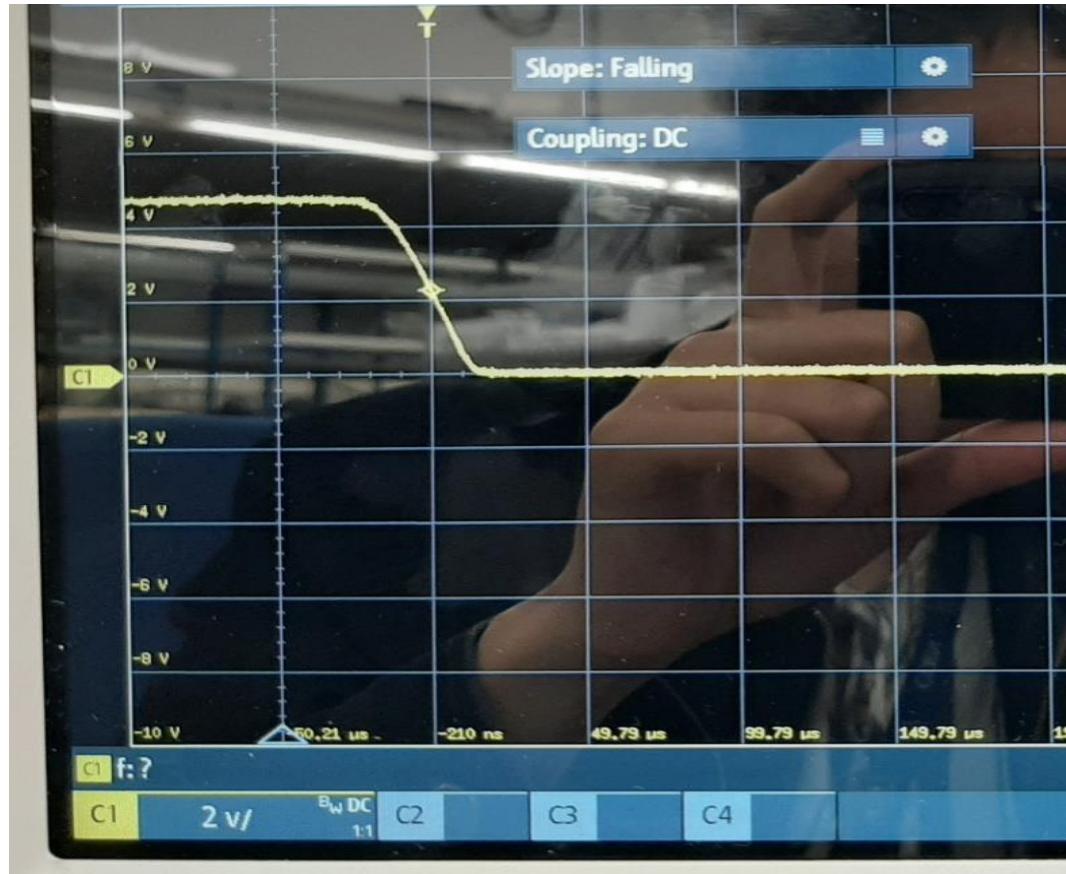 T
8 V
Slope: Falling
6 V
Coupling: DC
4 V
2 V
0 V
C1
-2 V
-4 V
-6 V
-8 V
-10 V
-50.21 µs
-210 ns
49.79 µs
99.79 µs
149.79 µs
C1 f: ?
C1 2 V/ BW DC 1:1 C2 C3 C4